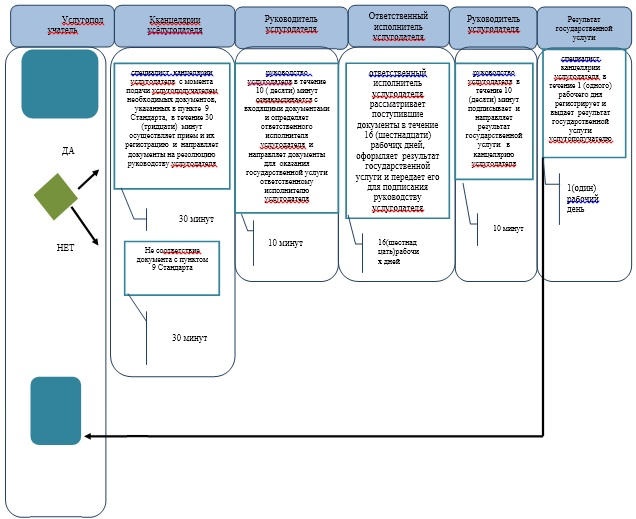 Услугопол
учатель
Кканцелярии
услугодателя
Руководитель
услугодателя
Ответственный
исполнитель
услугодателя
Руководитель
услугодателя
Результат
государственной
услуги
специалист канцелярии
услугодателя с момента
подачи услугополучателем
необходимых документов,
указанных в пункте 9
Стандарта, в течение 30
(тридцати) минут
осуществляет прием и их
регистрацию и направляет
документы на резолюцию
руководству услугодателя
30 минут
Не соответствие
документа с пунктом
9 Стандарта
30 минут
руководство
услугодателя в течение
10 ( десяти) минут
ознакамливается с
входящими документами
и определяет
ответственного
исполнителя
услугодателя и
направляет документы
для оказания
государственной услуги
ответственному
исполнителю
услугодателя
10 минут
ответственный
исполнитель
услугодателя
рассматривает
поступившие
документы в течение
16 (шестнадцати)
рабочих дней,
оформляет результат
государственной
услуги и передает его
для подписания
руководству
услугодателя
16(шестнад
цать)рабочи
х дней
руководство
услугодателя в
течение 10
(десяти) минут
подписывает и
направляет
результат
государственной
услуги в
канцелярию
услугодателя
10 минут
специалист
канцелярии
услугодателя в
течение 1 (одного)
рабочего дня
регистрирует и
выдает результат
государственной
услуги
услугополучателю
1(один)
рабочий
день
ДА
НЕТ